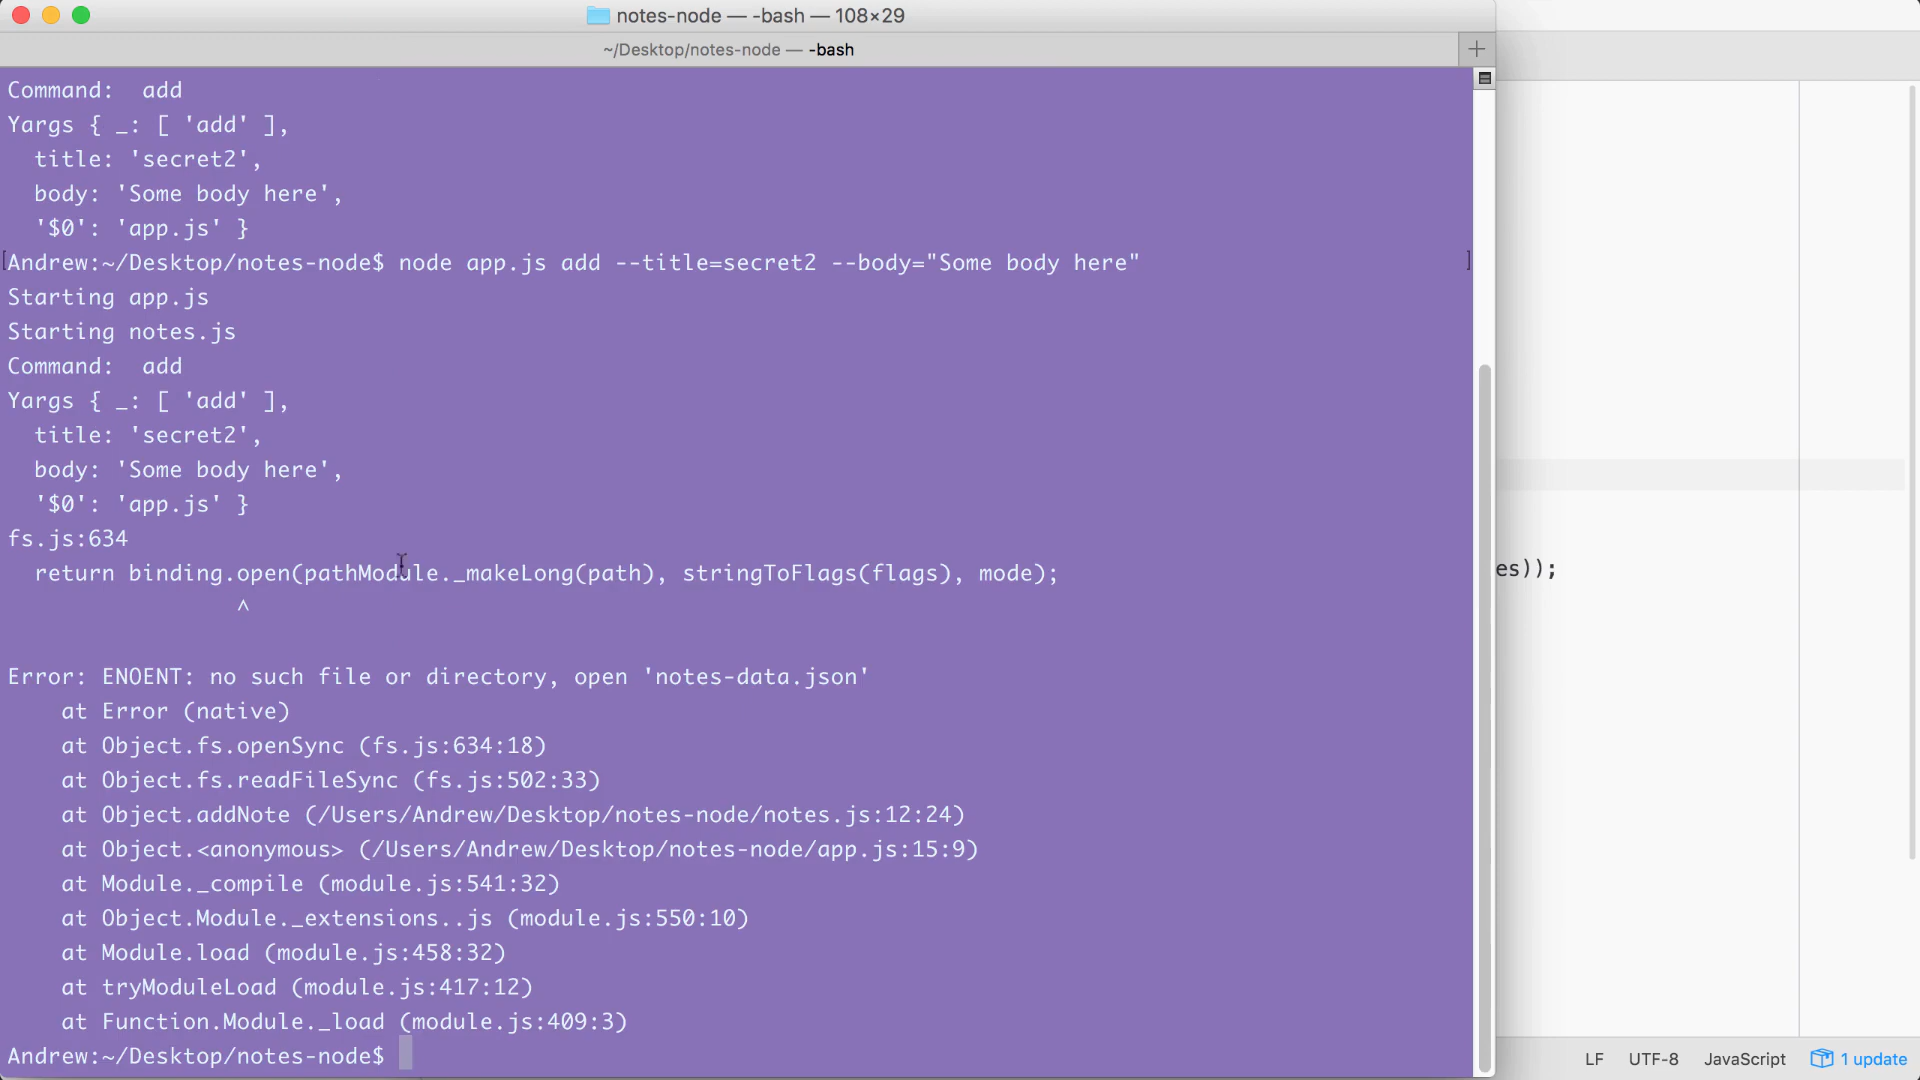 notes-node — -bash — 108×29
~/Desktop/notes-node — -bash
Command:  add
Yargs { _: [ 'add' ],
  title: 'secret2',
  body: 'Some body here',
  '$0': 'app.js' }
[Andrew:~/Desktop/notes-node$ node app.js add --title=secret2 --body="Some body here" ]
Starting app.js
Starting notes.js
Command:  add
Yargs { _: [ 'add' ],
  title: 'secret2',
  body: 'Some body here',
  '$0': 'app.js' }
fs.js:634
  return binding.open(pathModule._makeLong(path), stringToFlags(flags), mode);
                 ^
es));
Error: ENOENT: no such file or directory, open 'notes-data.json'
    at Error (native)
    at Object.fs.openSync (fs.js:634:18)
    at Object.fs.readFileSync (fs.js:502:33)
    at Object.addNote (/Users/Andrew/Desktop/notes-node/notes.js:12:24)
    at Object.<anonymous> (/Users/Andrew/Desktop/notes-node/app.js:15:9)
    at Module._compile (module.js:541:32)
    at Object.Module._extensions..js (module.js:550:10)
    at Module.load (module.js:458:32)
    at tryModuleLoad (module.js:417:12)
    at Function.Module._load (module.js:409:3)
Andrew:~/Desktop/notes-node$
LF UTF-8 JavaScript 1 update